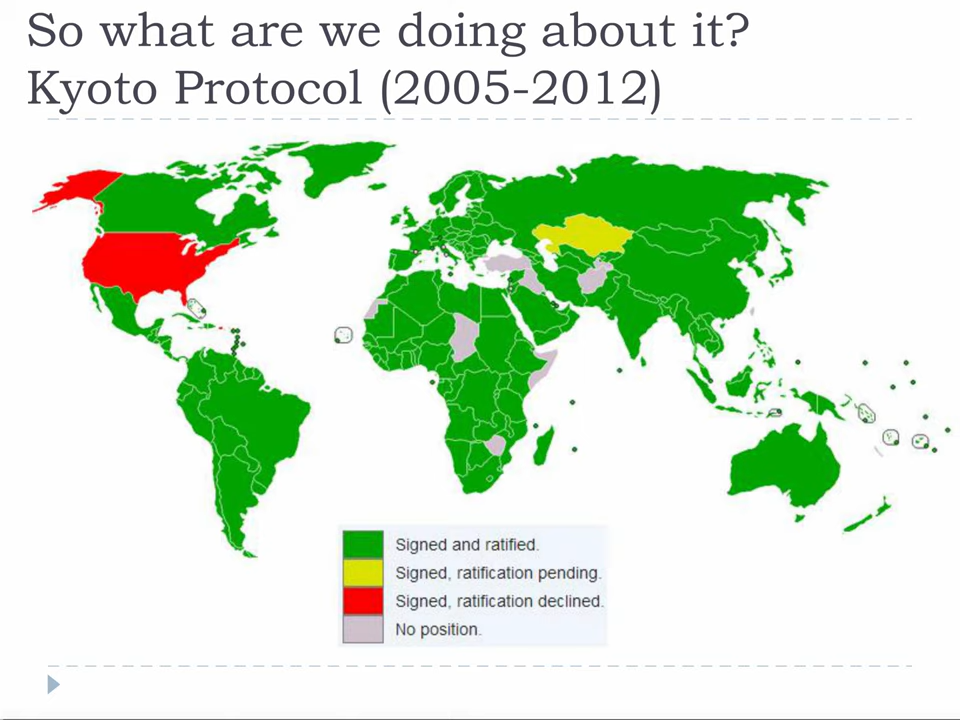 So what are we doing about it?
Kyoto Protocol (2005-2012)
Signed and ratified.
Signed, ratification pending.
Signed, ratification declined.
No position.